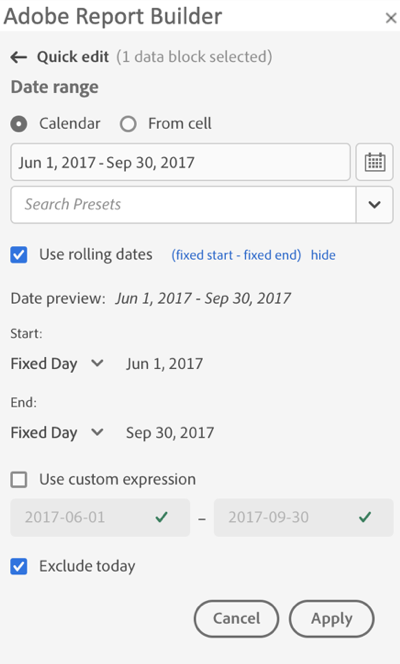 Adobe Report Builder
Quick edit (1 data block selected)
Date range
Calendar From cell
Jun 1, 2017 - Sep 30, 2017
Search Presets
Use rolling dates (fixed start - fixed end) hide
Date preview: Jun 1, 2017 - Sep 30, 2017
Start:
Fixed Day Jun 1, 2017
End:
Fixed Day Sep 30, 2017
Use custom expression
2017-06-01 – 2017-09-30
Exclude today
Cancel Apply